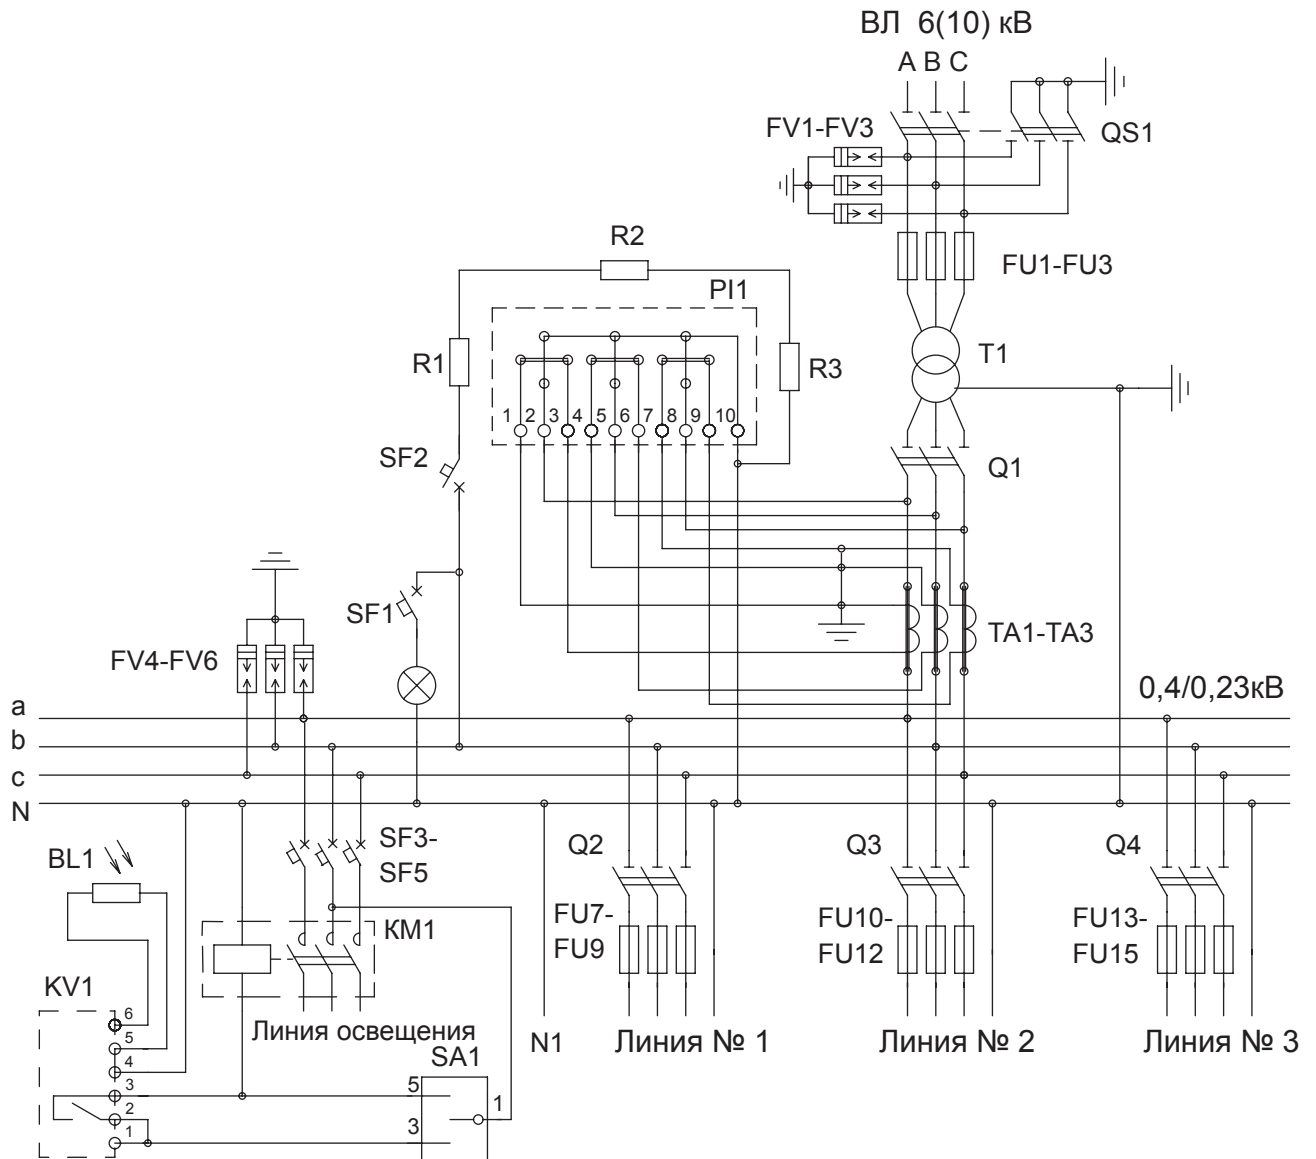 ВЛ 6(10) кВ
A B C
FV1-FV3
QS1
R2
FU1-FU3
PI1
R1
R3
T1
1 2 3 4 5 6 7 8 9 10
SF2
Q1
SF1
TA1-TA3
FV4-FV6
0,4/0,23кВ
a
b
c
N
SF3-
SF5
Q2
Q3
Q4
BL1
FU7-
FU9
FU10-
FU12
FU13-
FU15
KM1
KV1
6
5
4
3
2
1
Линия освещения
N1
Линия № 1
Линия № 2
Линия № 3
SA1
5
1
3